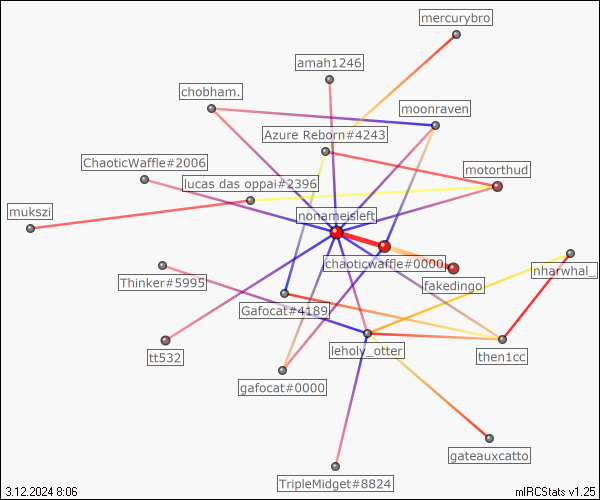 mercurybro
amah1246
chobham.
moonraven
Azure Reborn#4243
ChaoticWaffle#2006
motorthud
lucas das oppai#2396
mukszi
nonameisleft
chaoticwaffle#0000
nharwhal_
Thinker#5995
fakedingo
Gafocat#4189
leholy_otter
tt532
then1cc
gafocat#0000
gateauxcatto
TripleMidget#8824
3.12.2024 8:06
mIRCStats v1.25